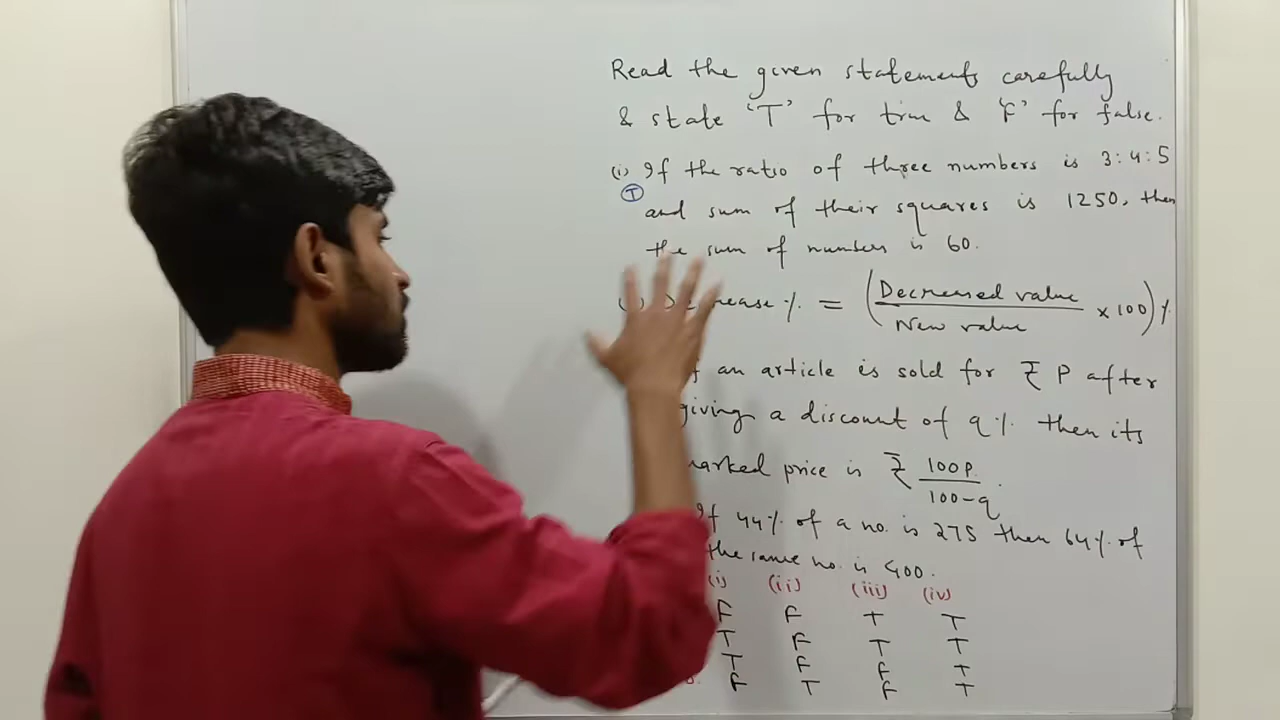 Read the given statements carefully
& state 'T' for true & 'F' for false.
(i) If the ratio of three numbers is 3:4:5
(T) and sum of their squares is 1250, then
the sum of numbers is 60.
% = (Decreased value / New value × 100) %
an article is sold for ₹ P after
giving a discount of q% then its
marked price is ₹ 100P / 100-q.
If 44% of a no. is 275 then 64% of
the same no. is 400.
(i) (ii) (iii) (iv)
F F T T
T F T T
T F F T
F T F T